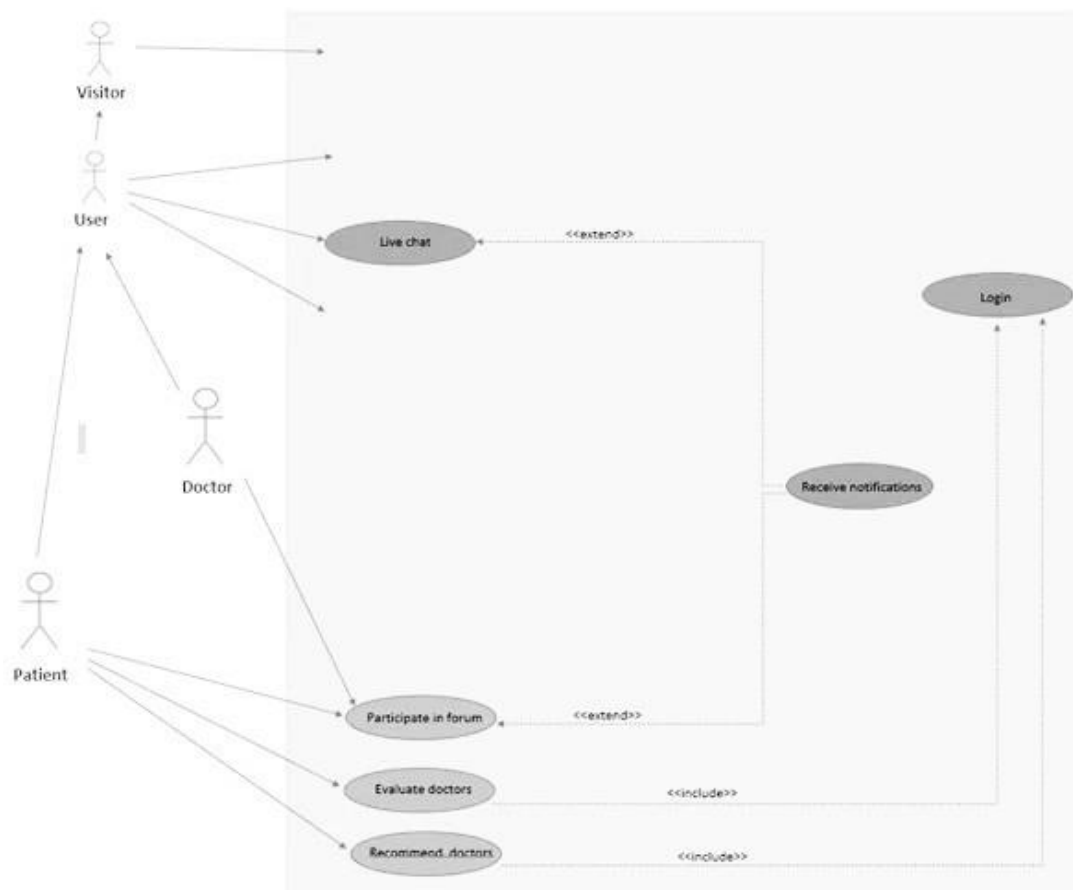 Visitor
User
Live chat
<<extend>>
Login
Doctor
Receive notifications
Patient
Participate in forum
<<extend>>
Evaluate doctors
<<include>>
Recommend doctors
<<include>>